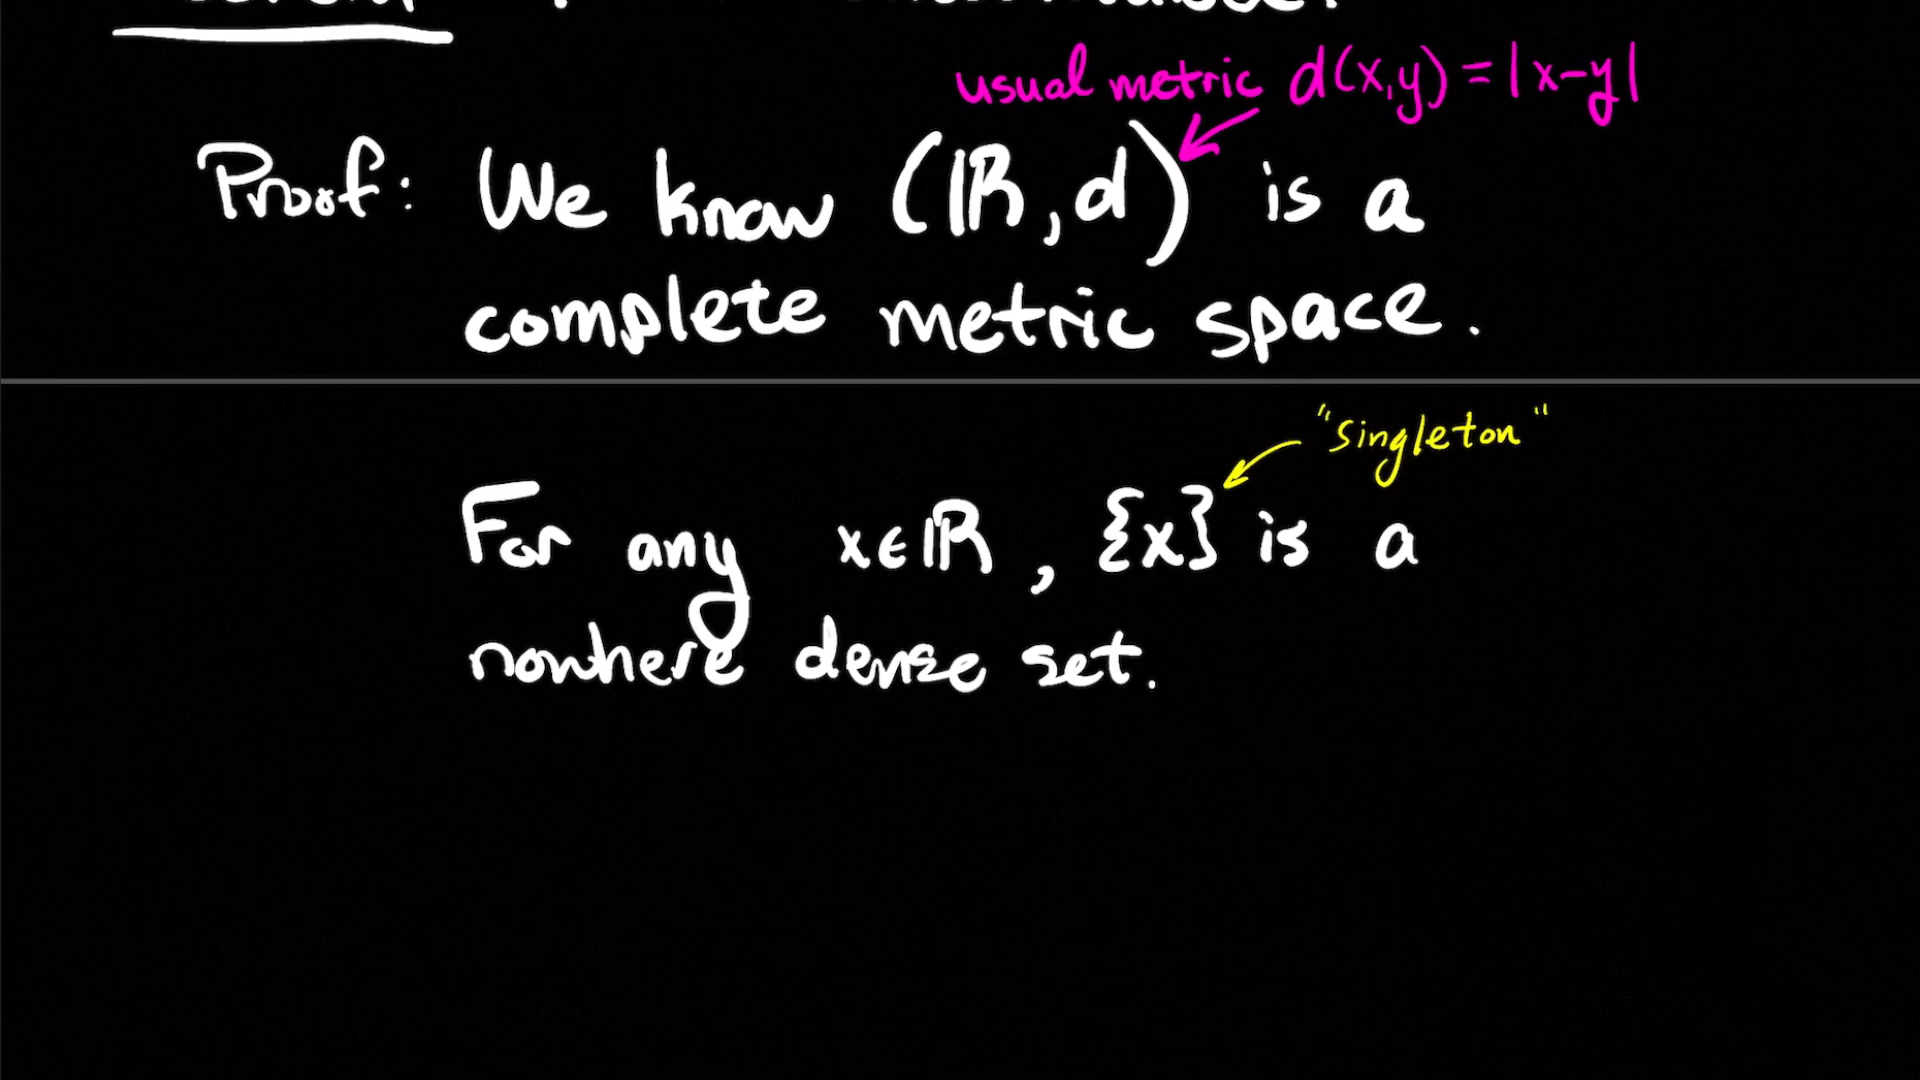 usual metric d(x,y) = |x-y|
Proof: We know (ℝ,d) is a
complete metric space.
"singleton"
For any x∈ℝ, {x} is a
nowhere dense set.